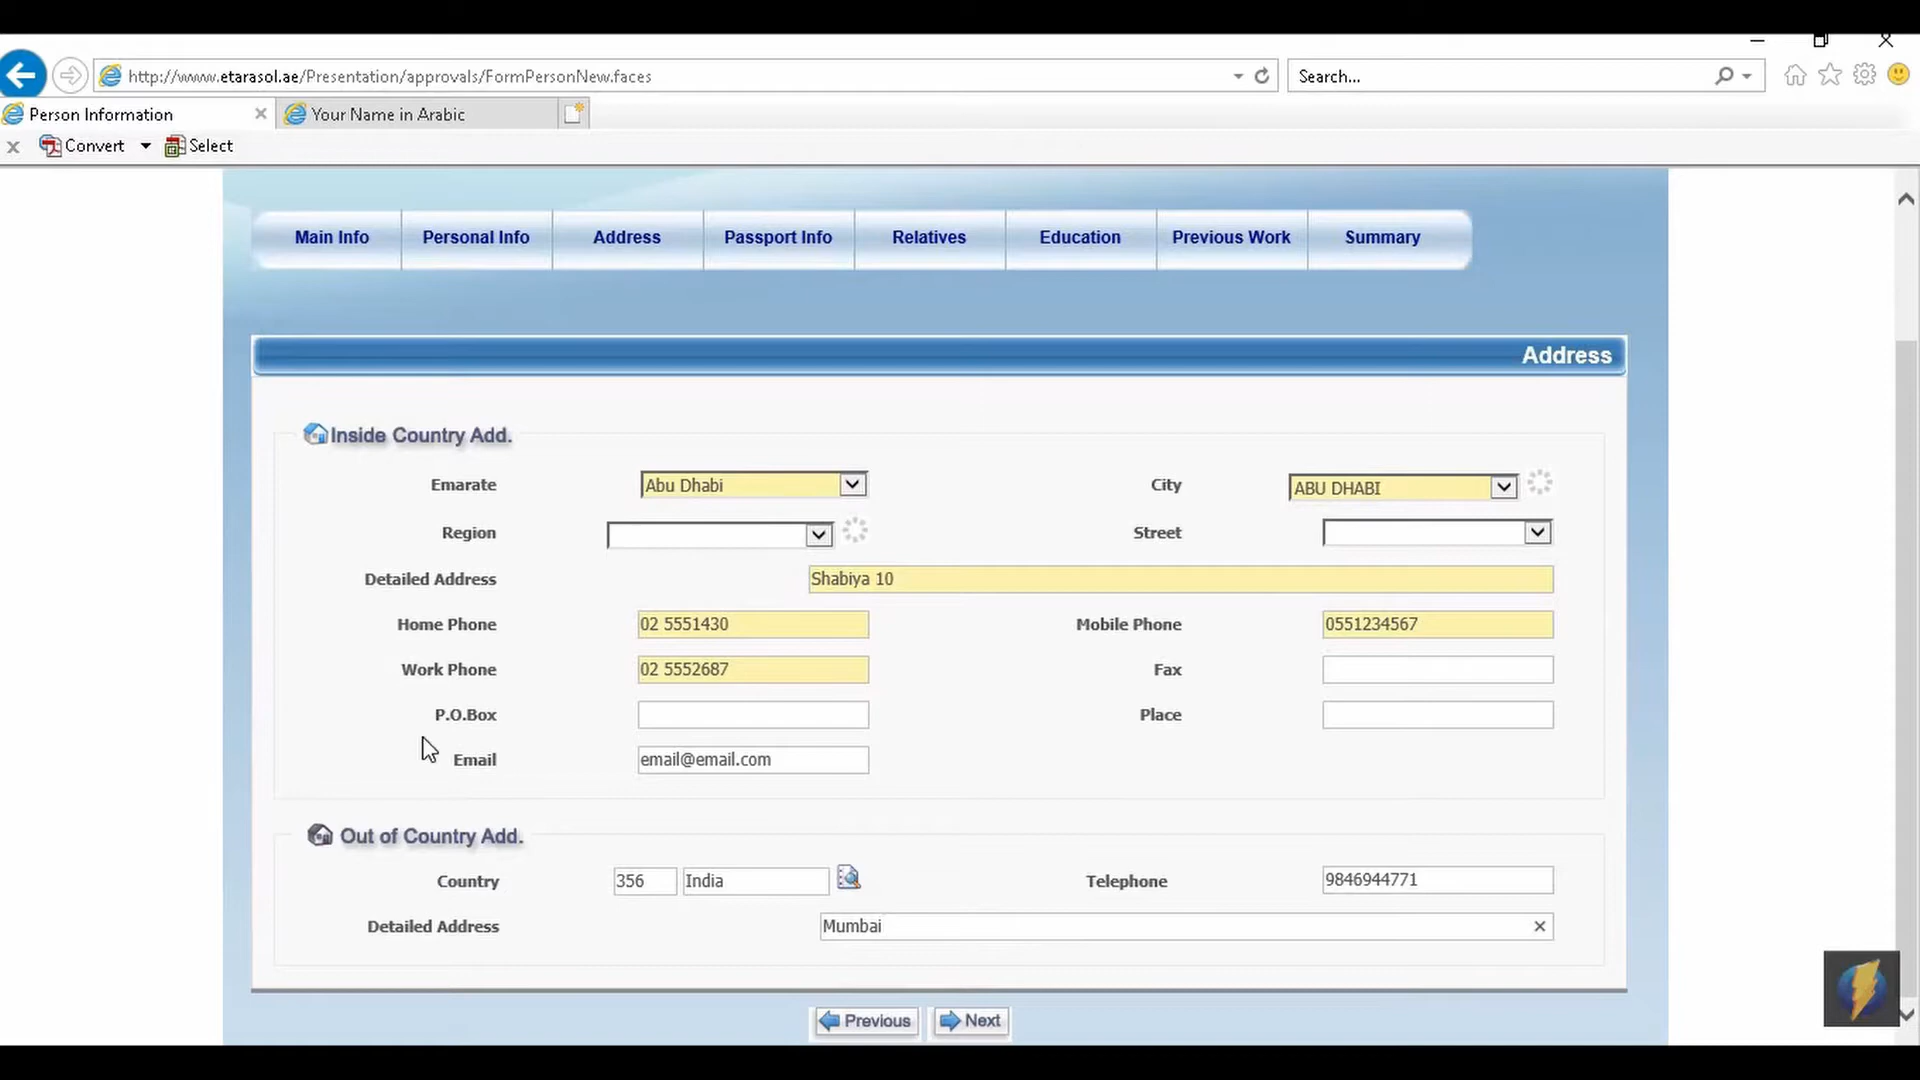 http://www.etarasol.ae/Presentation/approvals/FormPersonNew.faces
Search...
Person Information
Your Name in Arabic
Convert
Select
Main Info
Personal Info
Address
Passport Info
Relatives
Education
Previous Work
Summary
Address
Inside Country Add.
Emarate Abu Dhabi City ABU DHABI
Region Street
Detailed Address Shabiya 10
Home Phone 02 5551430 Mobile Phone 0551234567
Work Phone 02 5552687 Fax
P.O.Box Place
Email email@email.com
Out of Country Add.
Country 356 India Telephone 9846944771
Detailed Address Mumbai
Previous Next